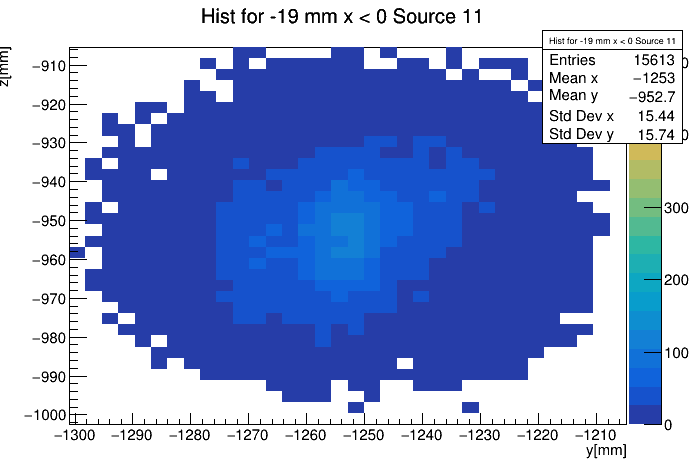 Hist for -19 mm x < 0 Source 11
z[mm]
Hist for -19 mm x < 0 Source 11
Entries 15613
Mean x −1253
Mean y −952.7
Std Dev x 15.44
Std Dev y 15.74
−910
−920
−930
−940
−950
−960
−970
−980
−990
−1000
−1300 −1290 −1280 −1270 −1260 −1250 −1240 −1230 −1220 −1210
y[mm]
300
200
100
0